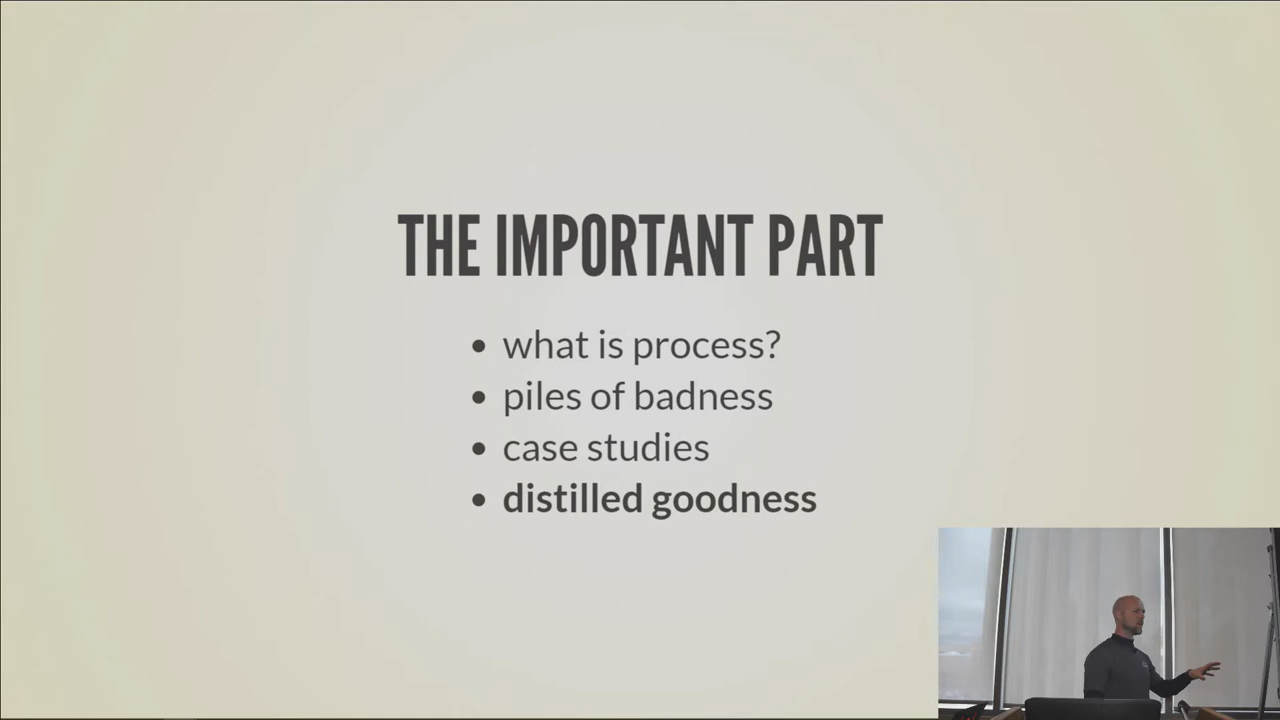 THE IMPORTANT PART
• what is process?
• piles of badness
• case studies
• distilled goodness